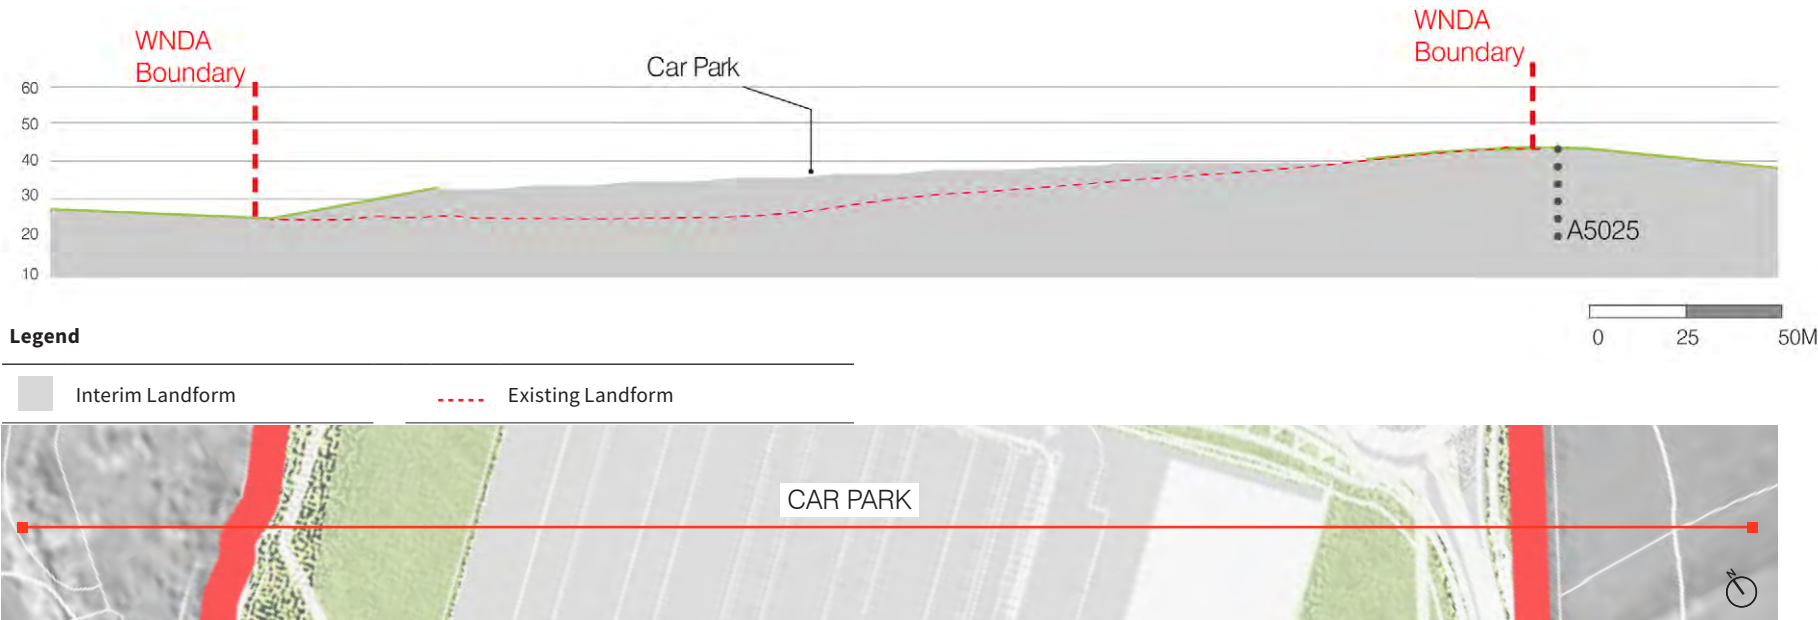 WNDA
Boundary
WNDA
Boundary
Car Park
60
50
40
30
20
10
A5025
0 25 50M
Legend
Interim Landform
Existing Landform
CAR PARK
N